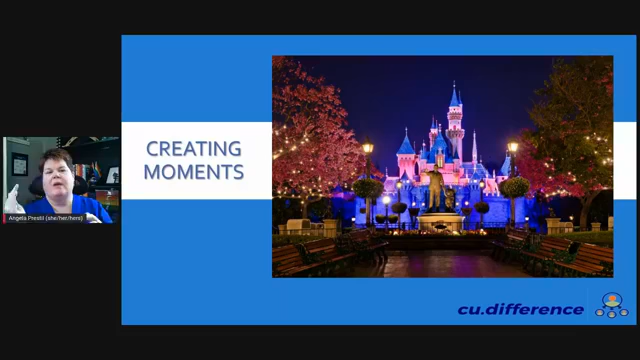 CREATING
MOMENTS
Angela Prestil (she/her/hers)
cu.difference